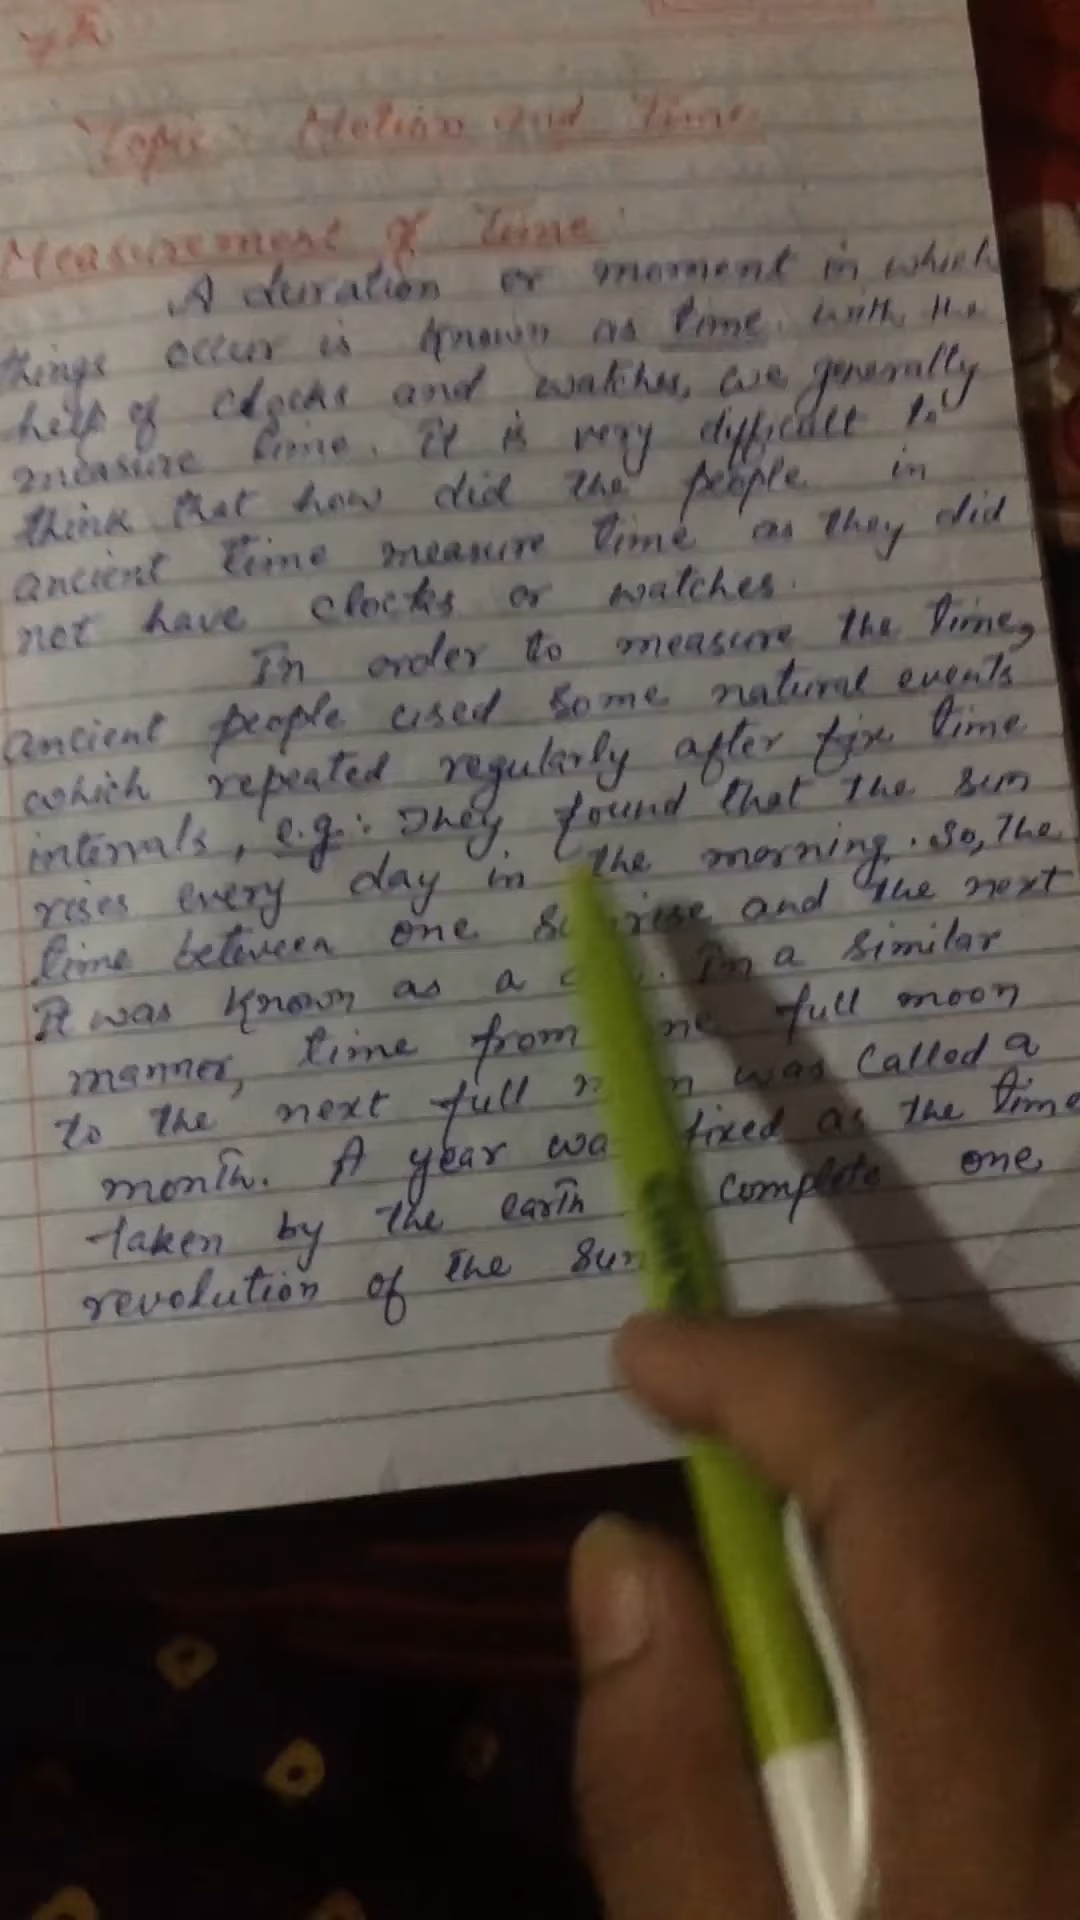 Topic: Motion and Time
Measurement of Time:
A duration or moment in which
things occur is known as time. with the
help of clocks and watches, we generally
measure time. It is very difficult to
think that how did the people in
ancient time measure time as they did
not have clocks or watches.
In order to measure the time,
ancient people used some natural events
which repeated regularly after fix time
intervals, e.g.: They found that the sun
rises every day in the morning. So, the
time between one sunrise and the next
It was known as a . In a similar
manner, time from full moon
to the next full was called a
month. A year fixed as the time
taken by the earth complete one
revolution of the sun